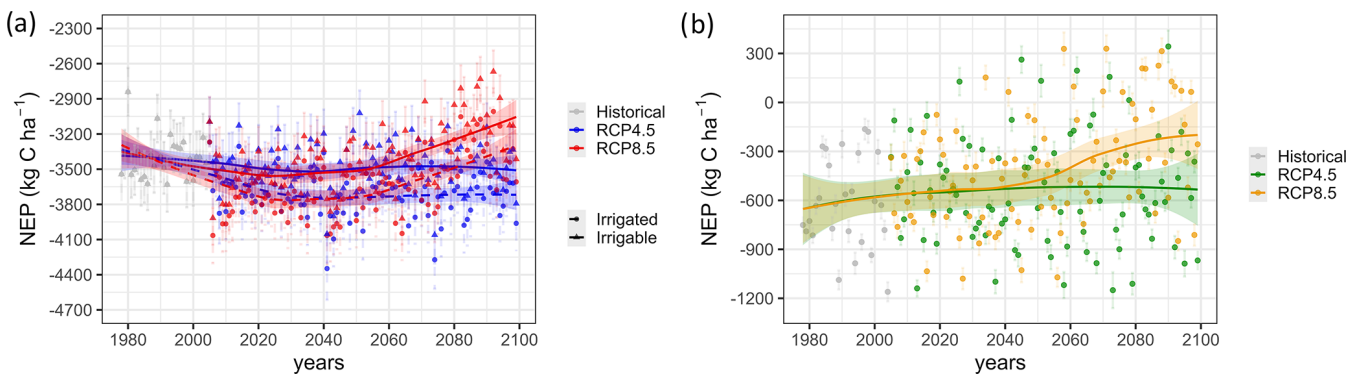 (a)
NEP (kg C ha⁻¹)
-2300
-2600
-2900
-3200
-3500
-3800
-4100
-4400
-4700
1980 2000 2020 2040 2060 2080 2100
years
Historical
RCP4.5
RCP8.5
Irrigated
Irrigable
(b)
NEP (kg C ha⁻¹)
300
0
-300
-600
-900
-1200
1980 2000 2020 2040 2060 2080 2100
years
Historical
RCP4.5
RCP8.5